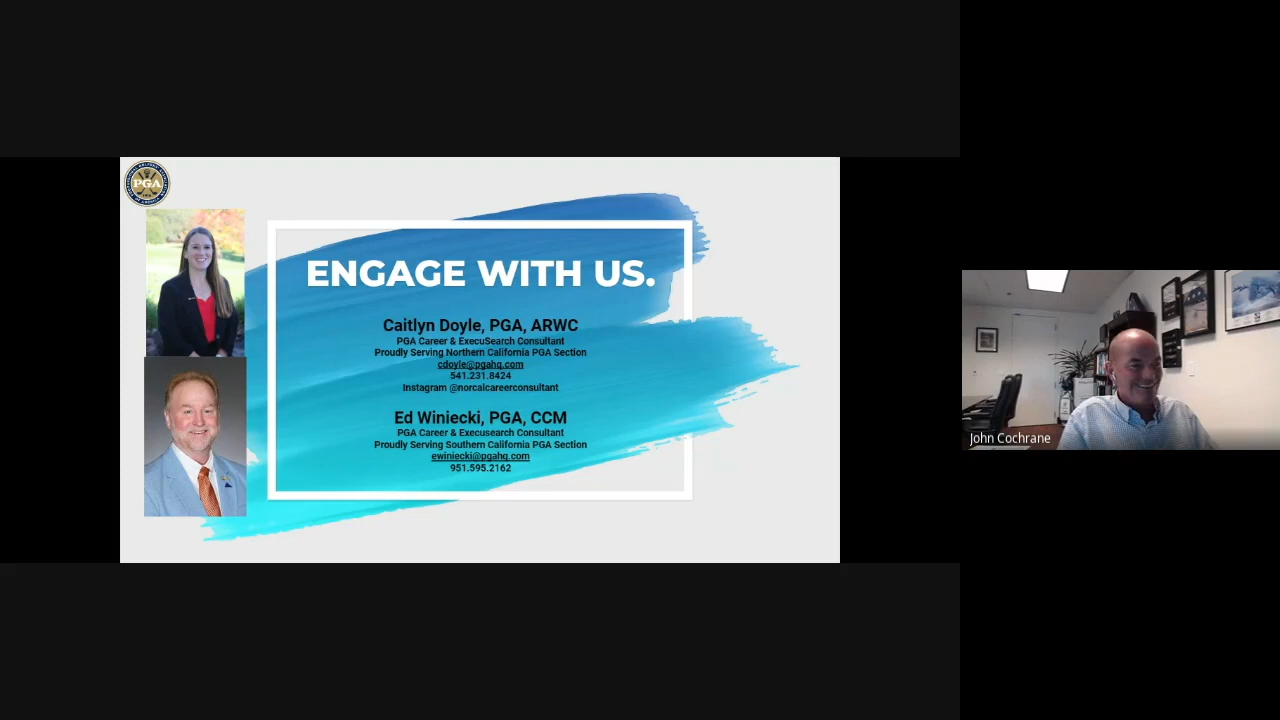 PGA
ENGAGE WITH US.
Caitlyn Doyle, PGA, ARWC
PGA Career & ExecuSearch Consultant
Proudly Serving Northern California PGA Section
cdoyle@pgahq.com
541.231.8424
Instagram @norcalcareerconsultant
Ed Winiecki, PGA, CCM
PGA Career & Execusearch Consultant
Proudly Serving Southern California PGA Section
ewiniecki@pgahq.com
951.595.2162
John Cochrane